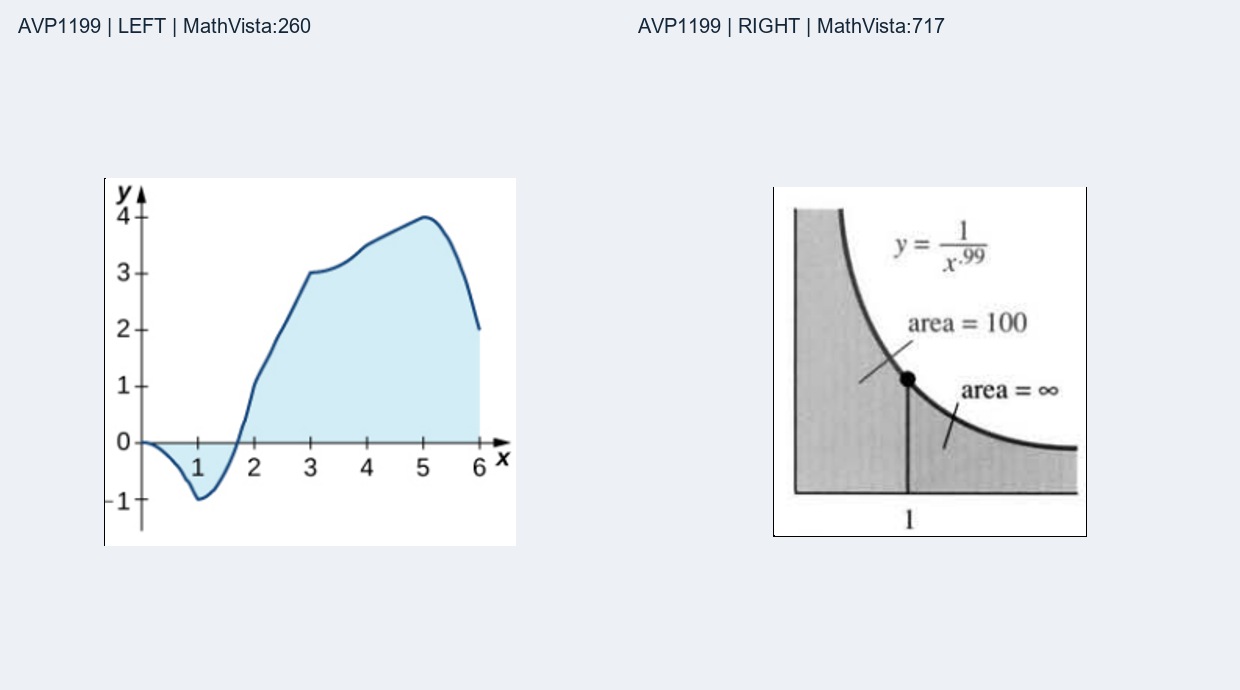 AVP1199 | LEFT | MathVista:260
AVP1199 | RIGHT | MathVista:717
y
4
3
2
1
0
-1
1 2 3 4 5 6 x
y = 1/x^.99
area = 100
area = ∞
1